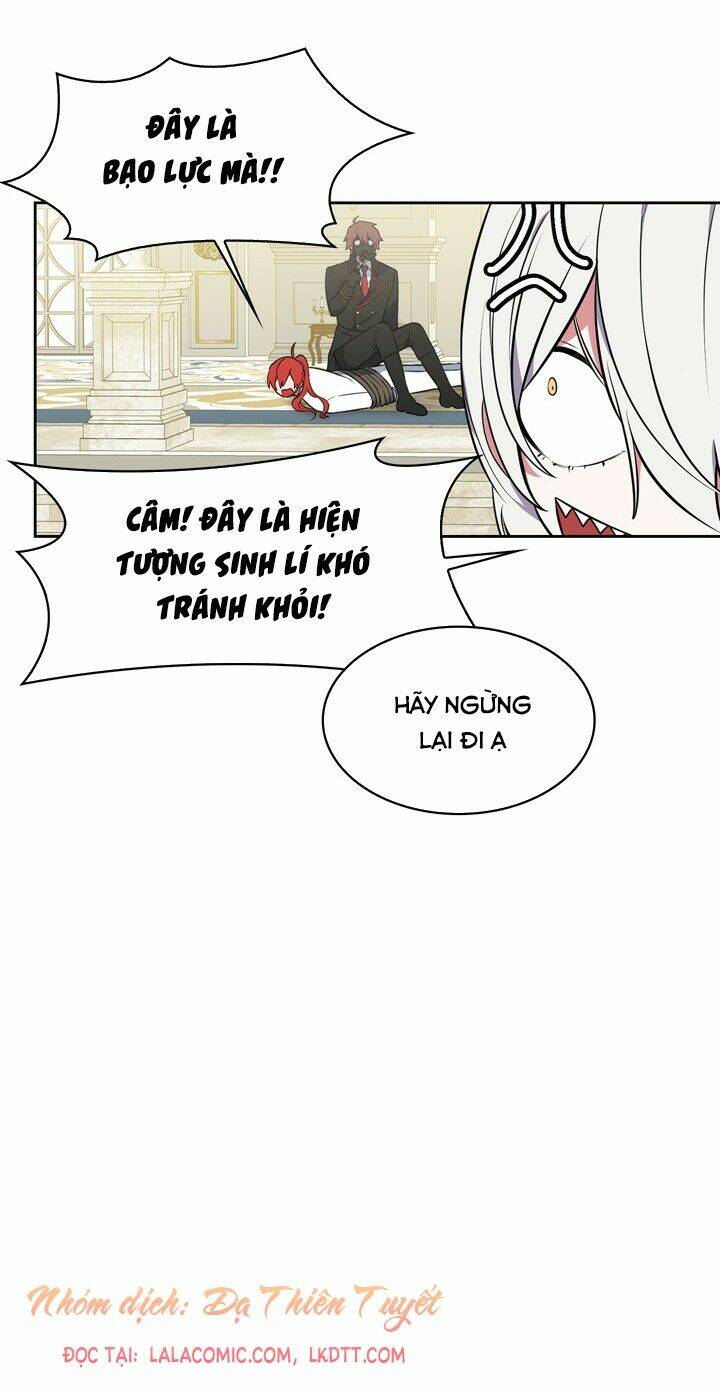 ĐÂY LÀ
BẠO LỰC MÀ!!
CÂM! ĐÂY LÀ HIỆN
TƯỢNG SINH LÍ KHÓ
TRÁNH KHỎI!
HÃY NGỪNG
LẠI ĐI Ạ
Nhóm dịch: Dạ Thiên Tuyết
ĐỌC TẠI: LALACOMIC.COM, LKDTT.COM